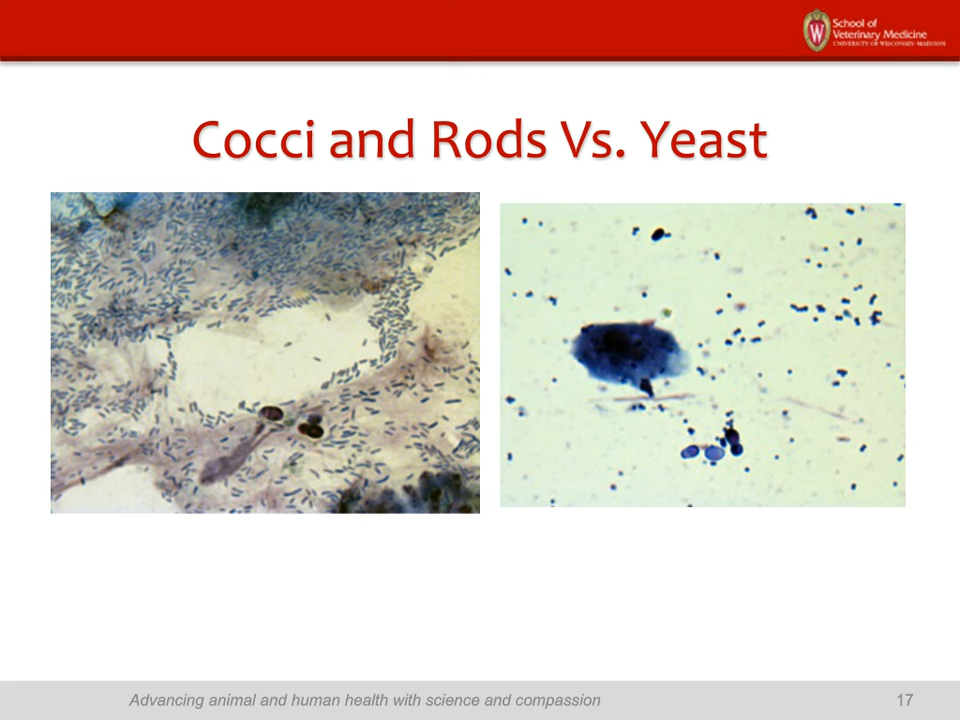 School of
Veterinary Medicine
UNIVERSITY OF WISCONSIN-MADISON
Cocci and Rods Vs. Yeast
Advancing animal and human health with science and compassion
17